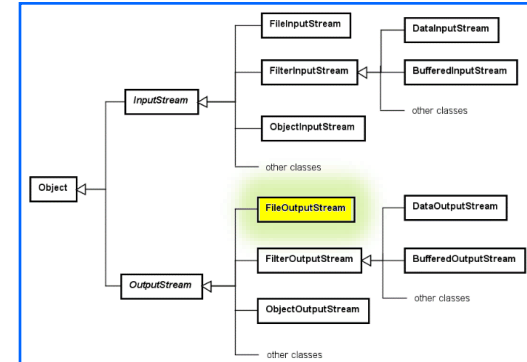 FileInputStream
DataInputStream
FilterInputStream
BufferedInputStream
InputStream
other classes
ObjectInputStream
other classes
Object
FileOutputStream
DataOutputStream
FilterOutputStream
BufferedOutputStream
OutputStream
other classes
ObjectOutputStream
other classes